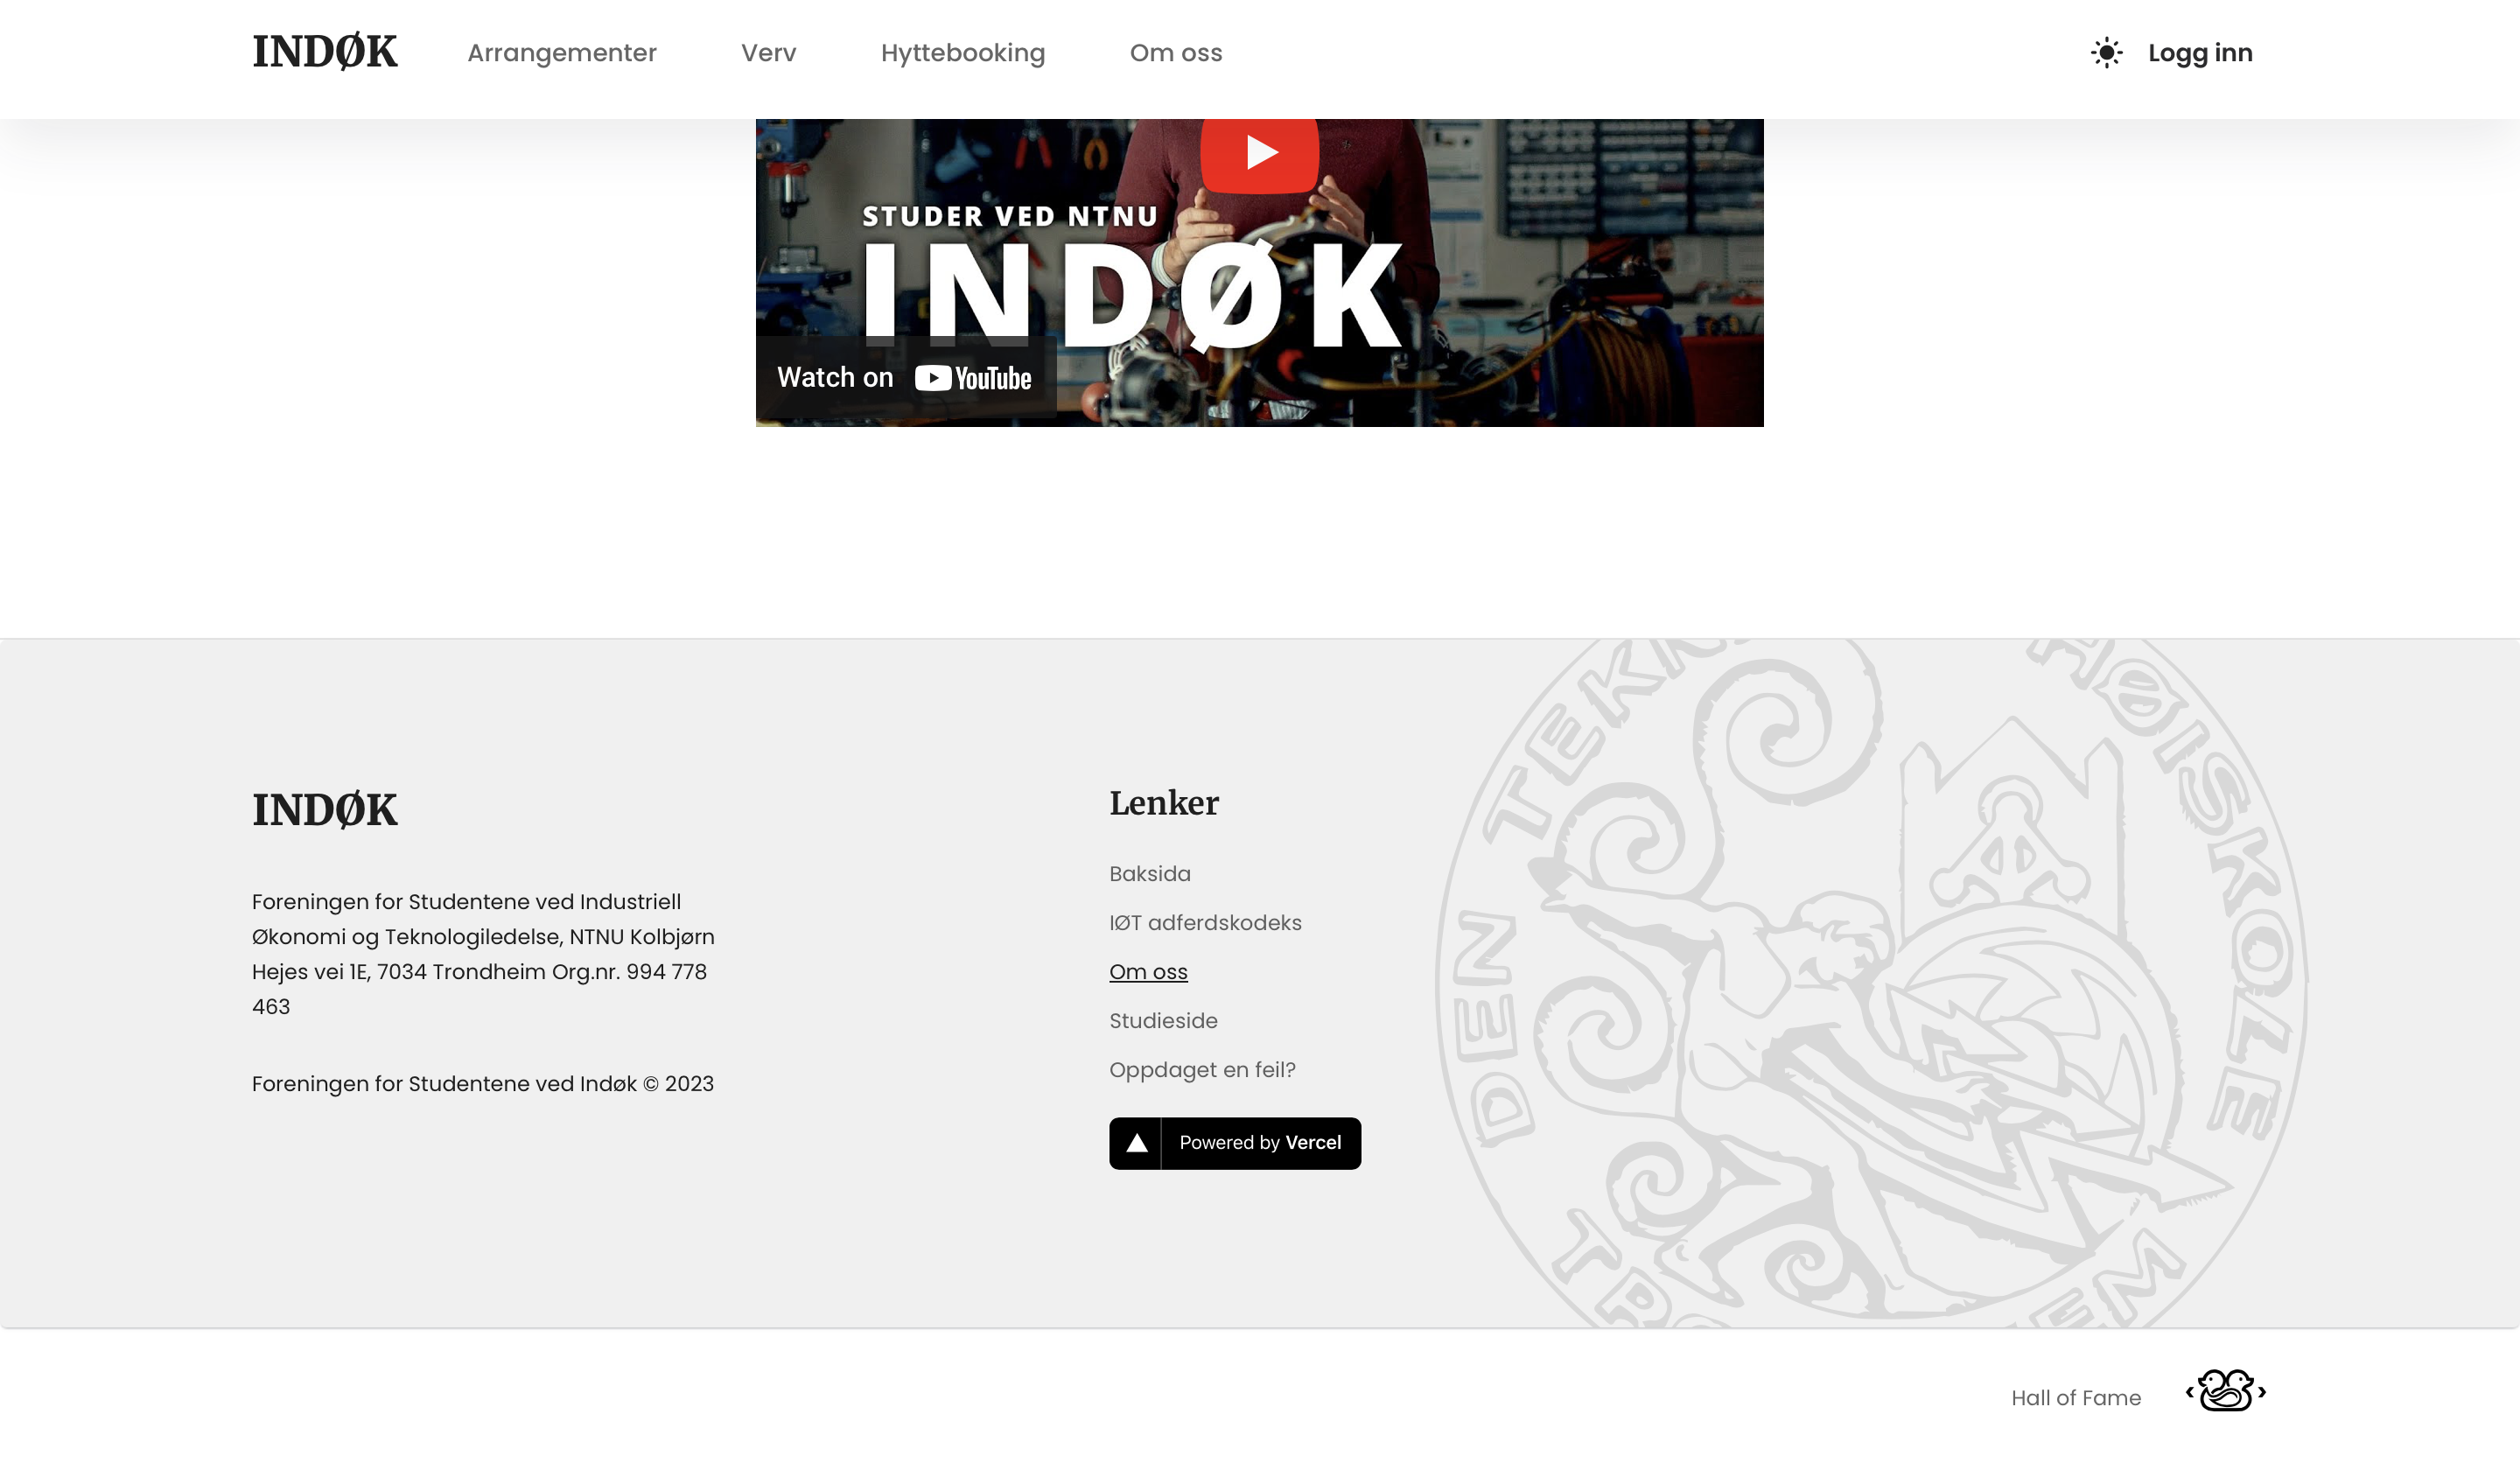 INDØK
Arrangementer
Verv
Hyttebooking
Om oss
Logg inn
STUDER VED NTNU
INDØK
Watch on YouTube
INDØK
Foreningen for Studentene ved Industriell
Økonomi og Teknologiledelse, NTNU Kolbjørn
Hejes vei 1E, 7034 Trondheim Org.nr. 994 778
463
Foreningen for Studentene ved Indøk © 2023
Lenker
Baksida
IØT adferdskodeks
Om oss
Studieside
Oppdaget en feil?
Powered by Vercel
DEN
HØISKOLE
Hall of Fame